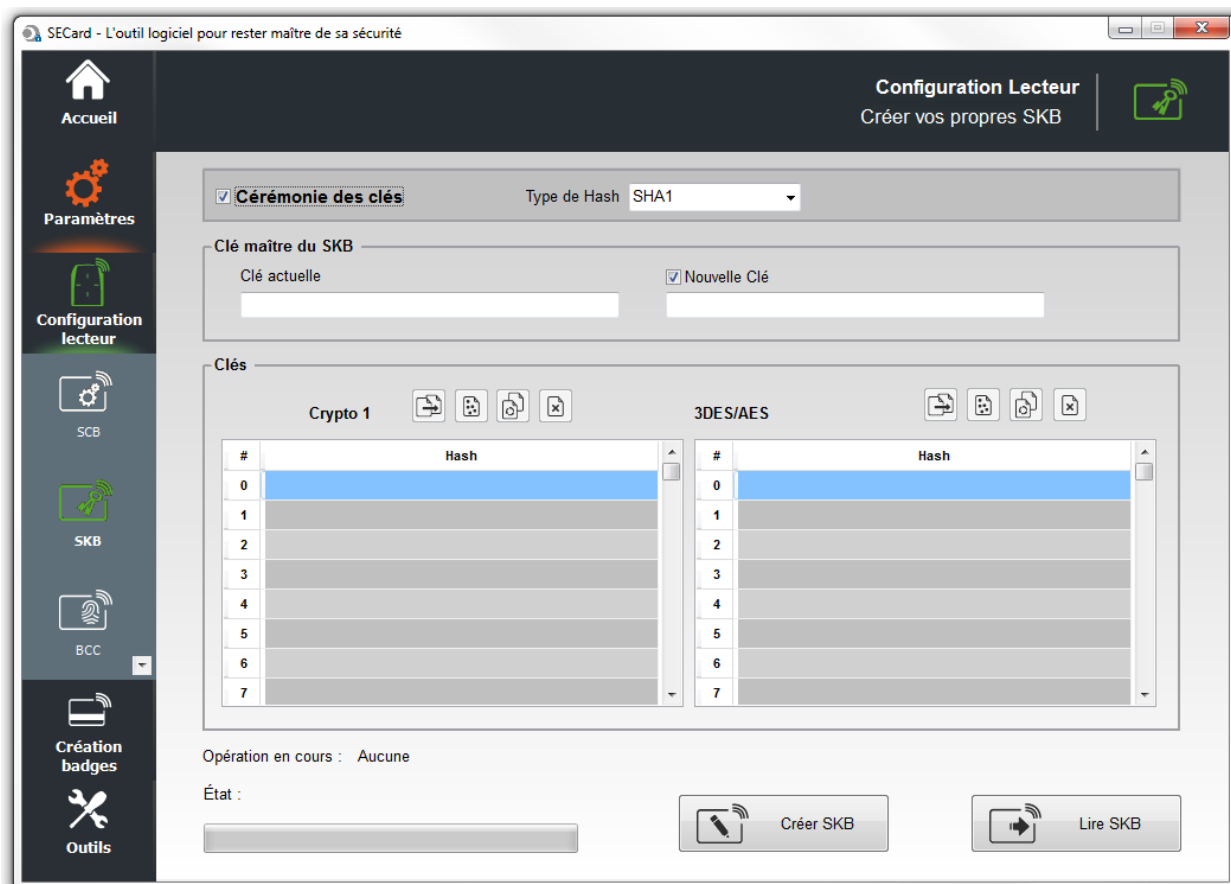 SECard - L'outil logiciel pour rester maître de sa sécurité
Accueil
Configuration Lecteur
Créer vos propres SKB
Paramètres
Configuration
lecteur
SCB
SKB
BCC
Création
badges
Outils
Cérémonie des clés
Type de Hash SHA1
Clé maître du SKB
Clé actuelle
Nouvelle Clé
Clés
Crypto 1
3DES/AES
# Hash # Hash
0 0
1 1
2 2
3 3
4 4
5 5
6 6
7 7
Opération en cours : Aucune
État :
Créer SKB
Lire SKB